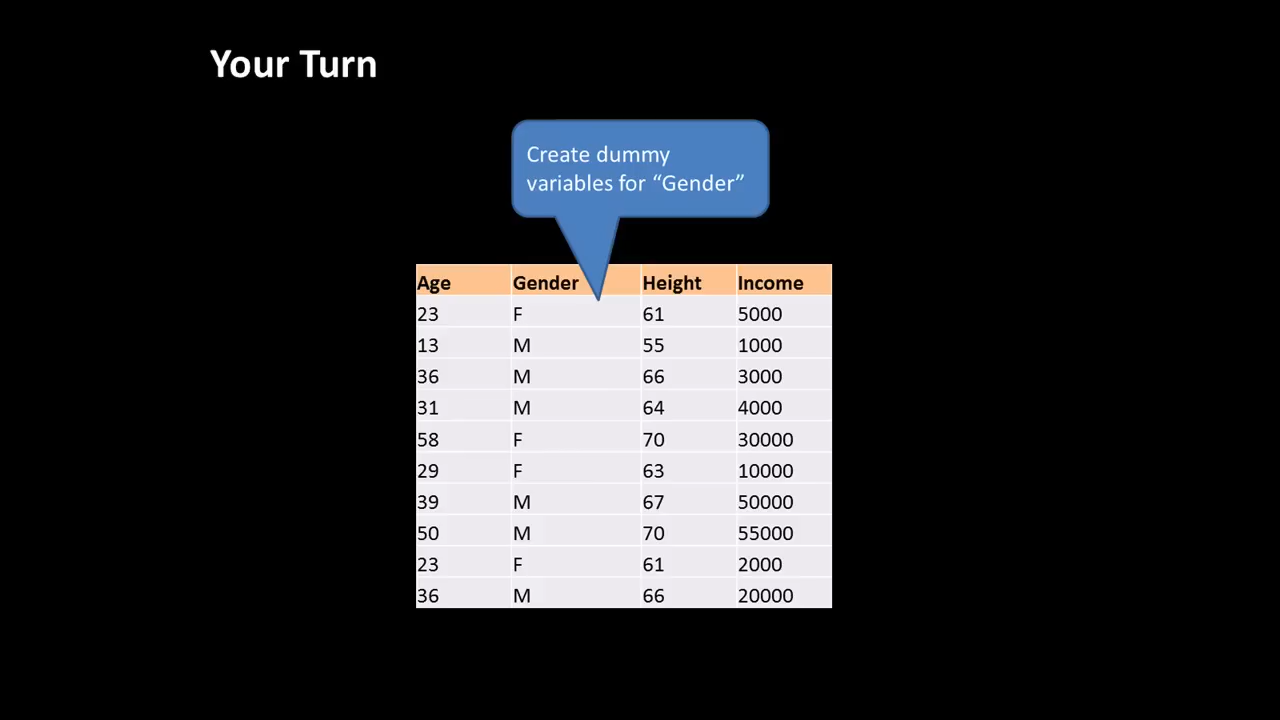 Your Turn
Create dummy
variables for “Gender”
Age Gender Height Income
23 F 61 5000
13 M 55 1000
36 M 66 3000
31 M 64 4000
58 F 70 30000
29 F 63 10000
39 M 67 50000
50 M 70 55000
23 F 61 2000
36 M 66 20000